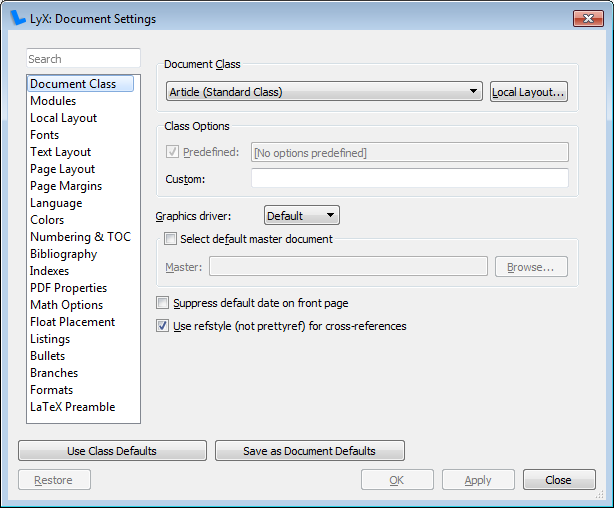 LyX: Document Settings
Search
Document Class
Modules
Local Layout
Fonts
Text Layout
Page Layout
Page Margins
Language
Colors
Numbering & TOC
Bibliography
Indexes
PDF Properties
Math Options
Float Placement
Listings
Bullets
Branches
Formats
LaTeX Preamble
Document Class
Article (Standard Class)
Local Layout...
Class Options
Predefined:
[No options predefined]
Custom:
Graphics driver:
Default
Select default master document
Master:
Browse...
Suppress default date on front page
Use refstyle (not prettyref) for cross-references
Use Class Defaults
Save as Document Defaults
Restore
OK
Apply
Close